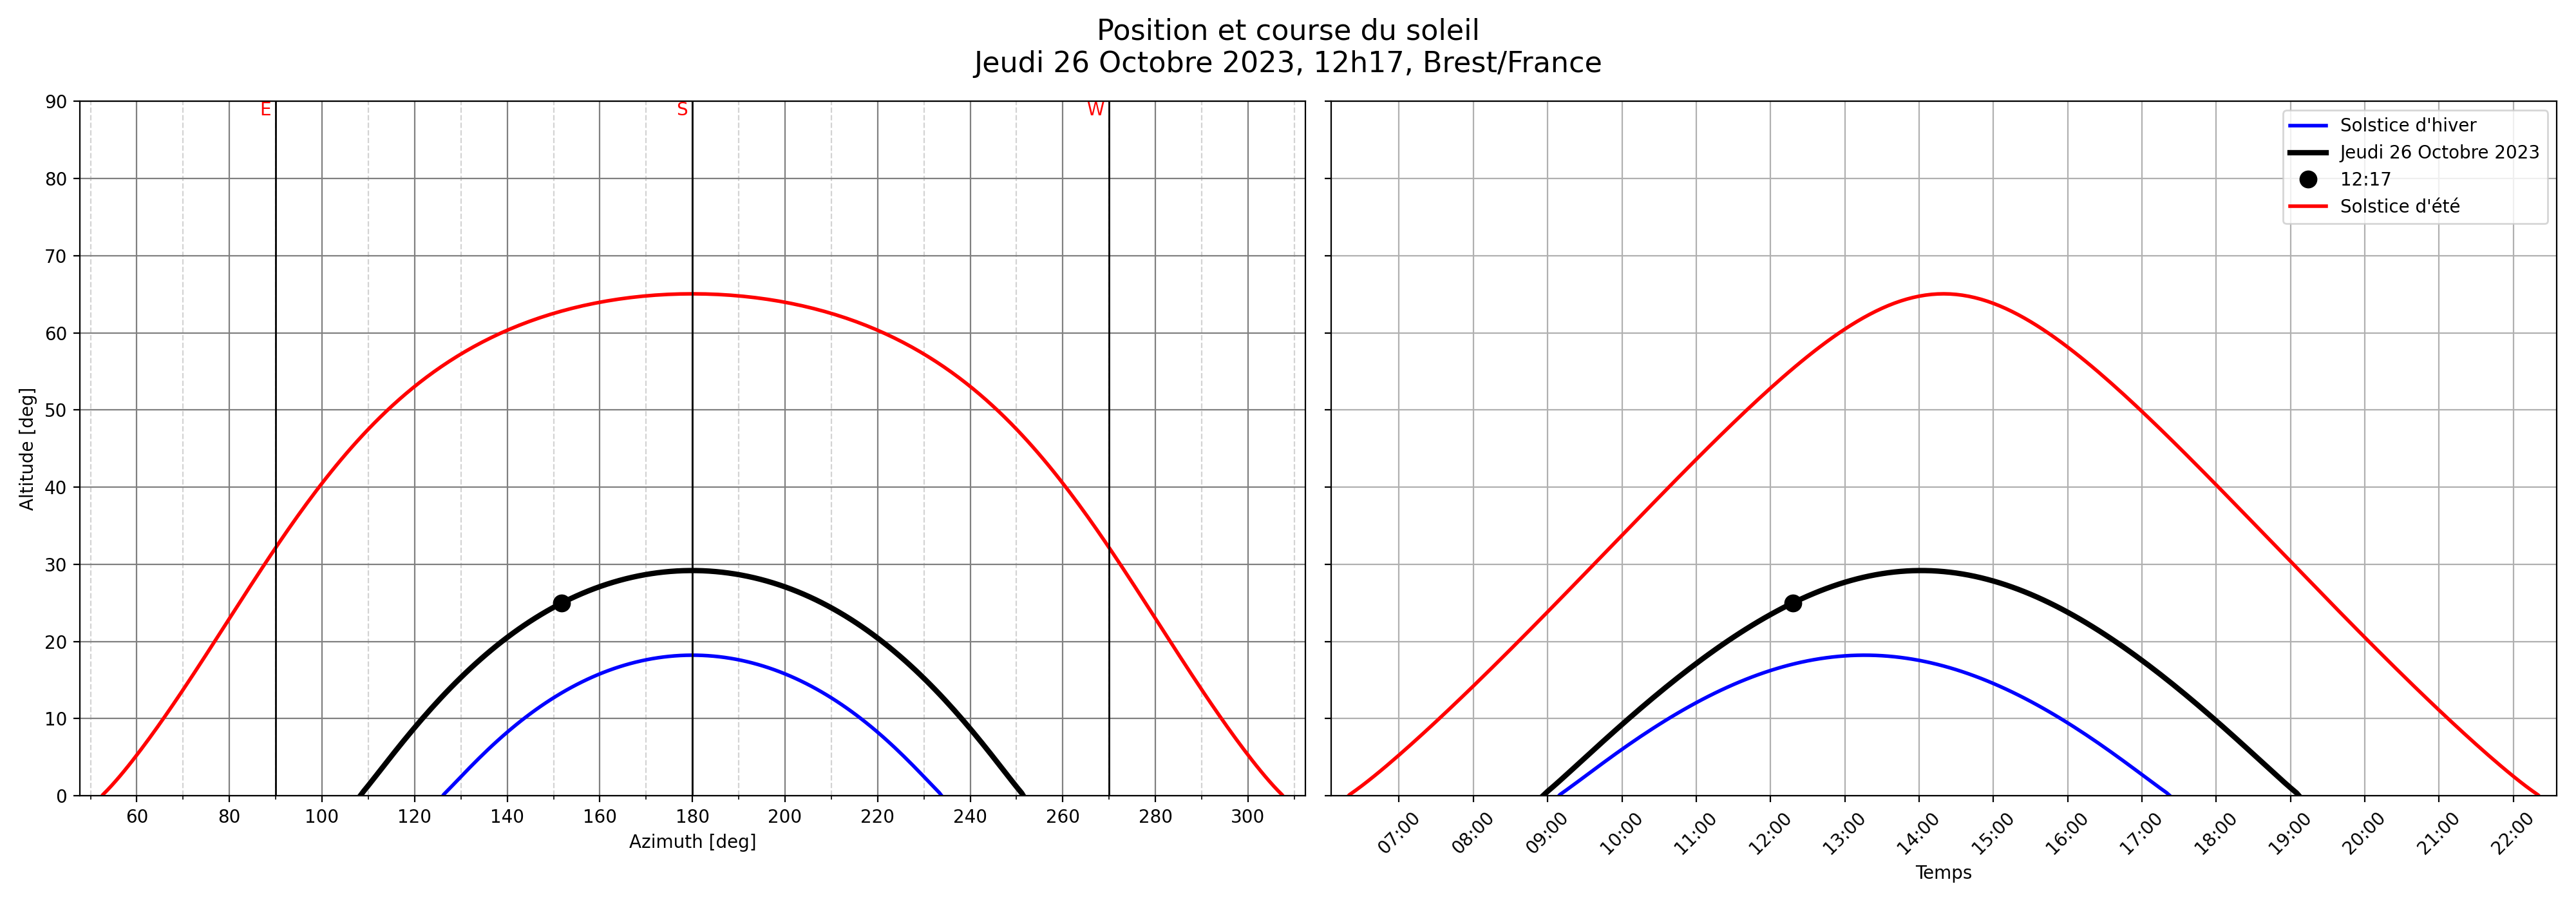 Position et course du soleil
Jeudi 26 Octobre 2023, 12h17, Brest/France
E
S
W
90
80
70
60
50
40
30
20
10
0
Altitude [deg]
60 80 100 120 140 160 180 200 220 240 260 280 300
Azimuth [deg]
Solstice d'hiver
Jeudi 26 Octobre 2023
12:17
Solstice d'été
07:00 08:00 09:00 10:00 11:00 12:00 13:00 14:00 15:00 16:00 17:00 18:00 19:00 20:00 21:00 22:00
Temps